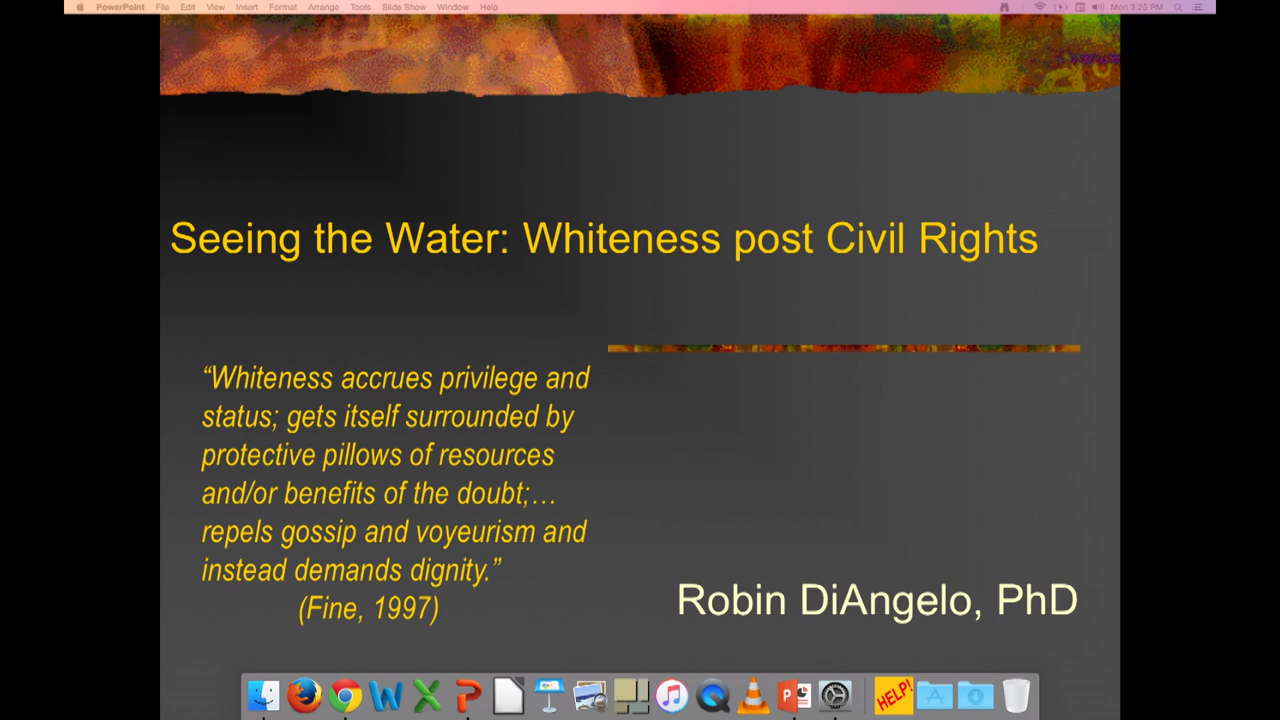 PowerPoint File Edit View Insert Format Arrange Tools Slide Show Window Help Mon 3:25 PM
Seeing the Water: Whiteness post Civil Rights
“Whiteness accrues privilege and
status; gets itself surrounded by
protective pillows of resources
and/or benefits of the doubt;…
repels gossip and voyeurism and
instead demands dignity.”
(Fine, 1997)
Robin DiAngelo, PhD
HELP!